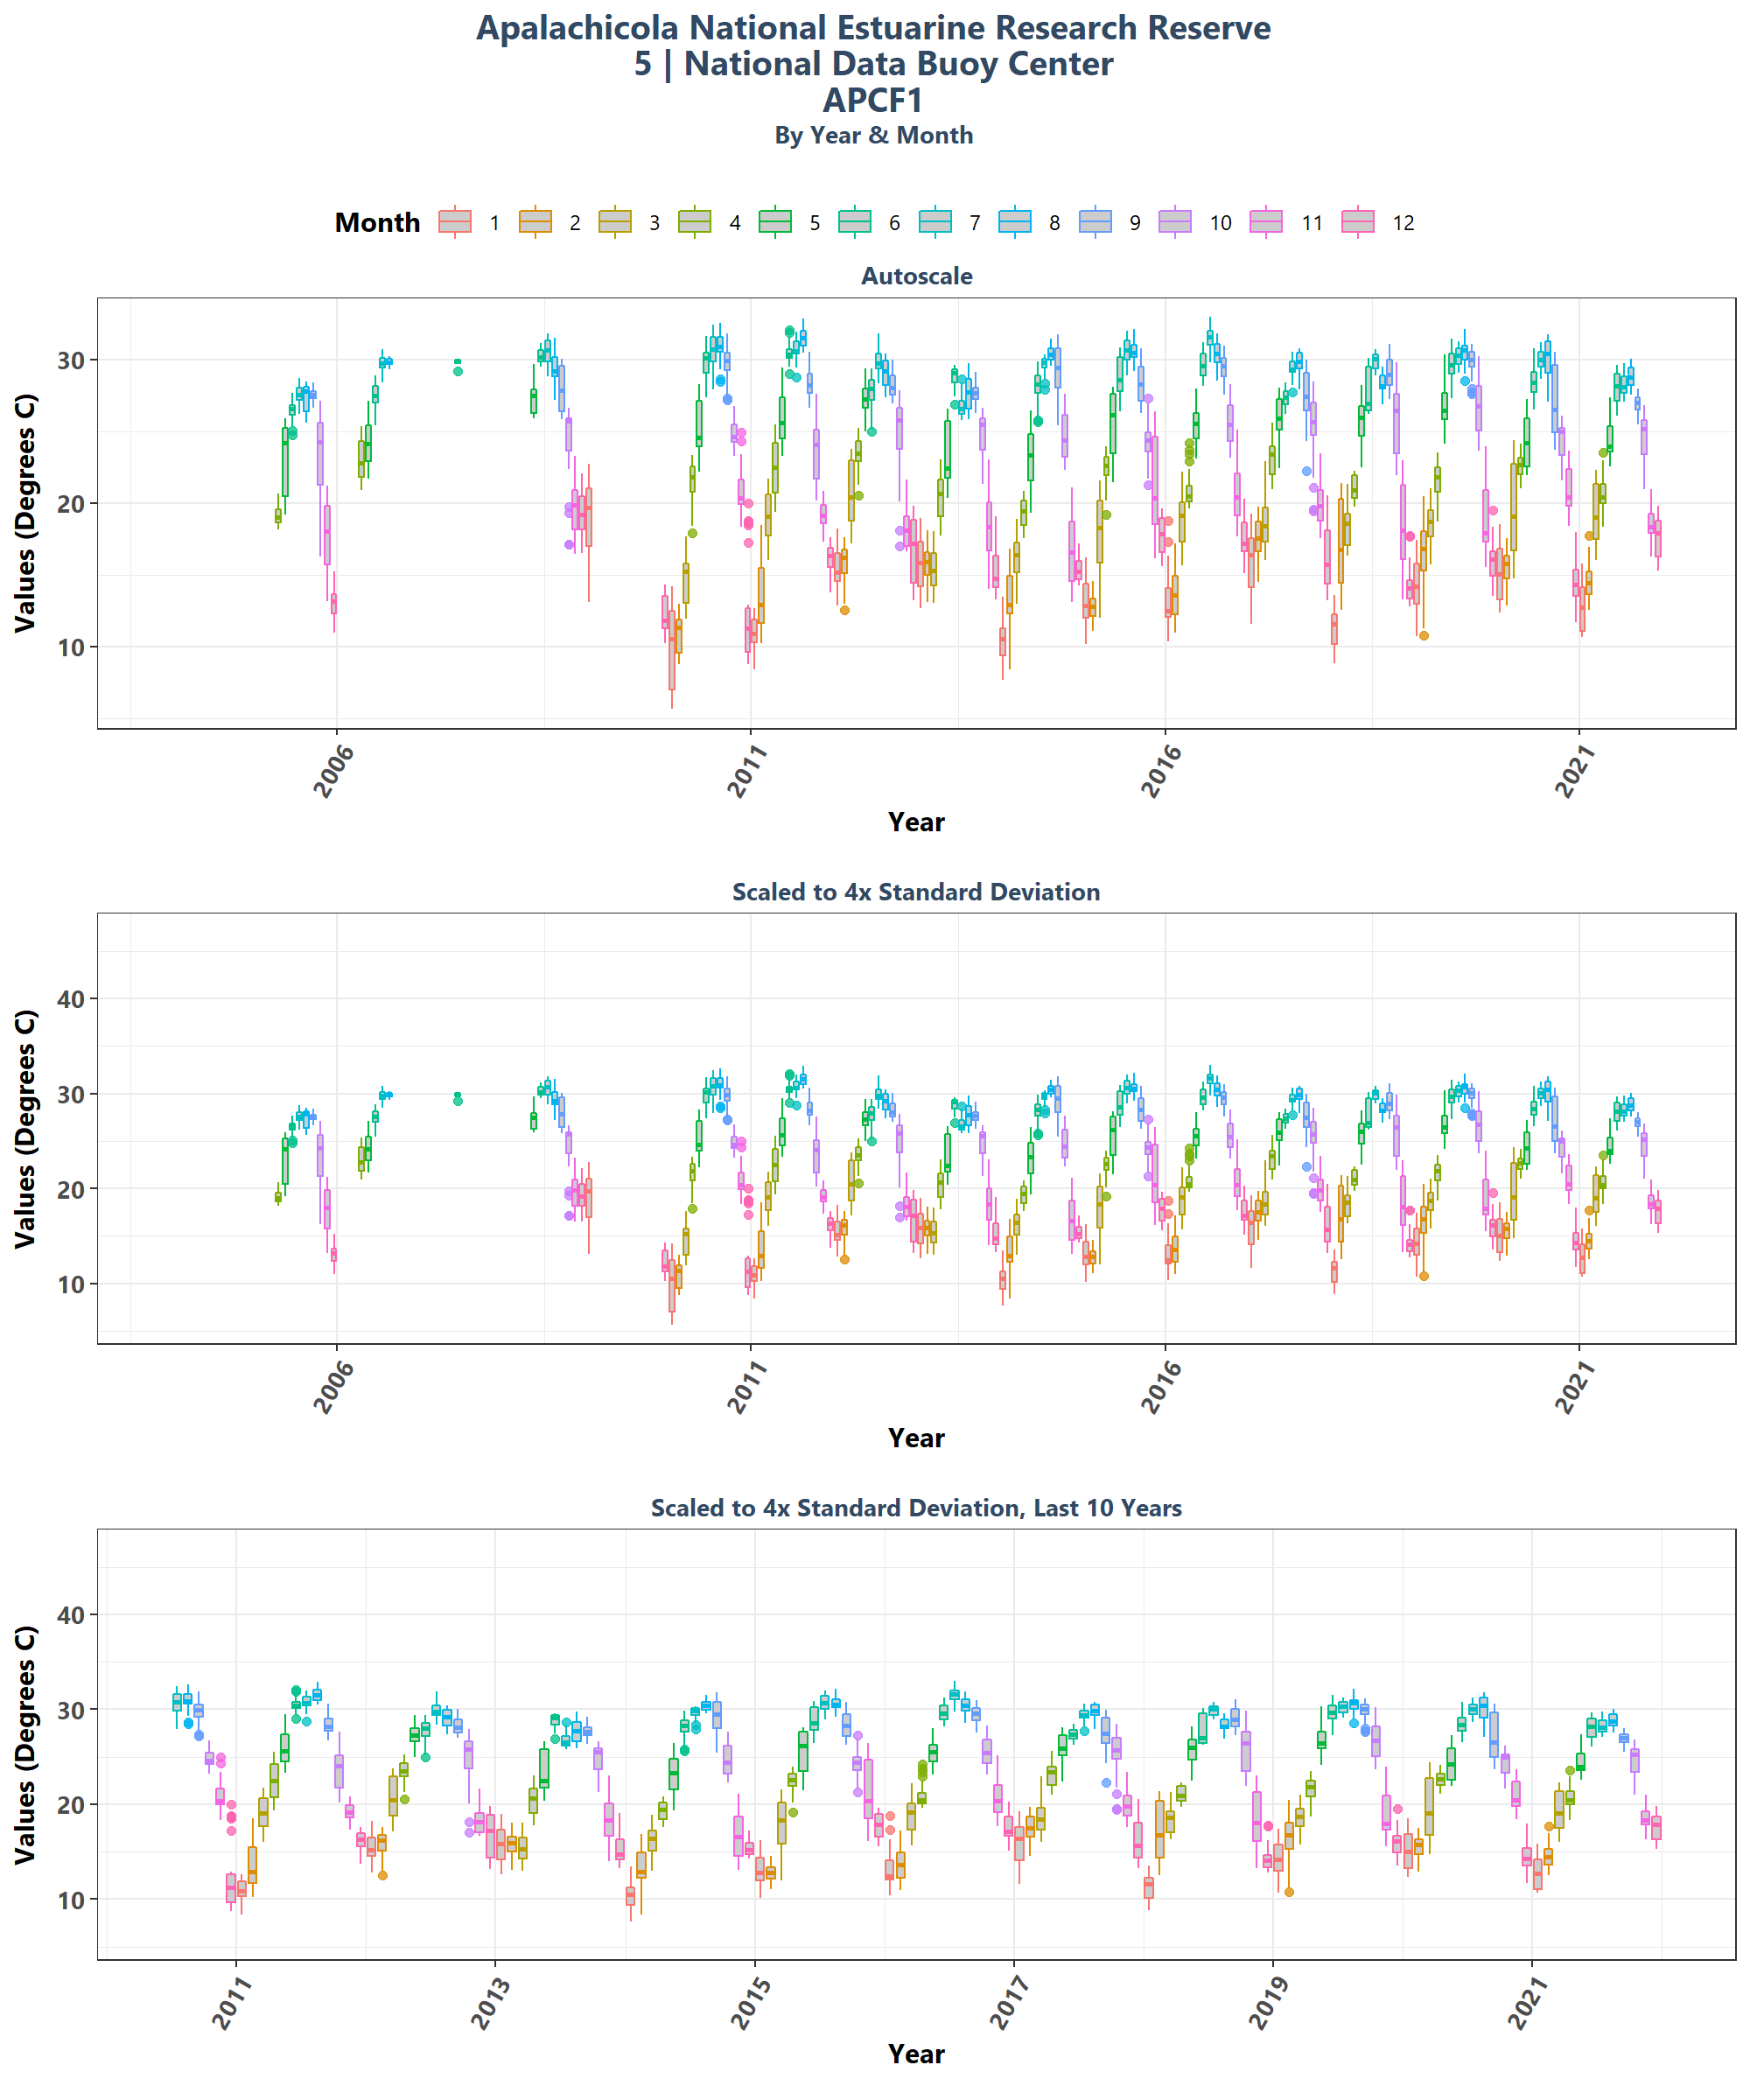 Apalachicola National Estuarine Research Reserve
5 | National Data Buoy Center
APCF1
By Year & Month
Month 1 2 3 4 5 6 7 8 9 10 11 12
Autoscale
Values (Degrees C)
30
20
10
2006 2011 2016 2021
Year
Scaled to 4x Standard Deviation
Values (Degrees C)
40
30
20
10
2006 2011 2016 2021
Year
Scaled to 4x Standard Deviation, Last 10 Years
Values (Degrees C)
40
30
20
10
2011 2013 2015 2017 2019 2021
Year